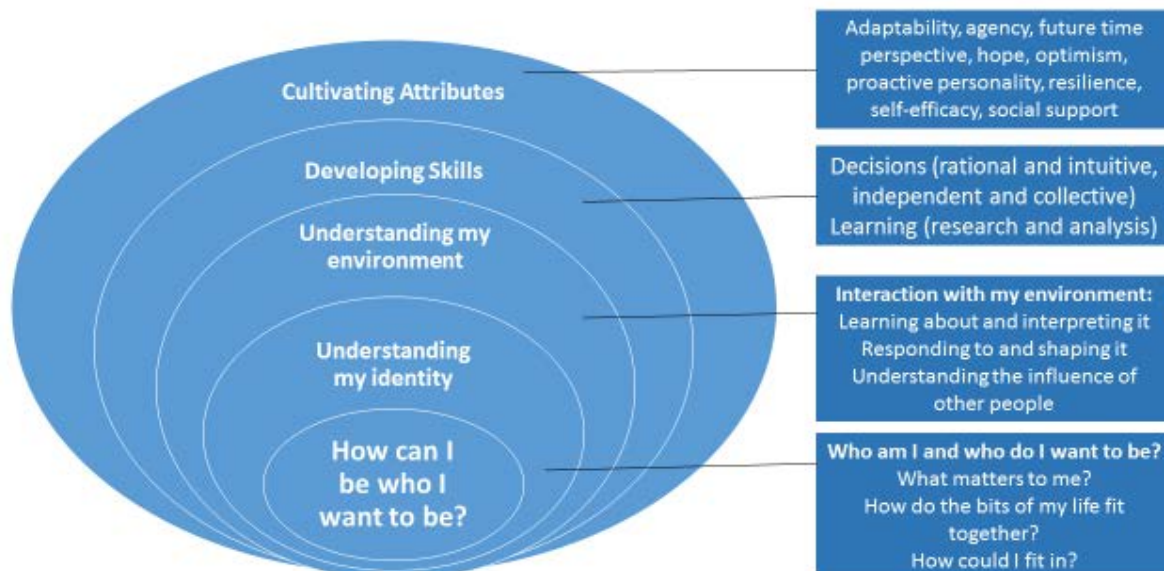 Cultivating Attributes
Developing Skills
Understanding my
environment
Understanding
my identity
How can I
be who I
want to be?
Adaptability, agency, future time
perspective, hope, optimism,
proactive personality, resilience,
self-efficacy, social support
Decisions (rational and intuitive,
independent and collective)
Learning (research and analysis)
Interaction with my environment:
Learning about and interpreting it
Responding to and shaping it
Understanding the influence of
other people
Who am I and who do I want to be?
What matters to me?
How do the bits of my life fit
together?
How could I fit in?